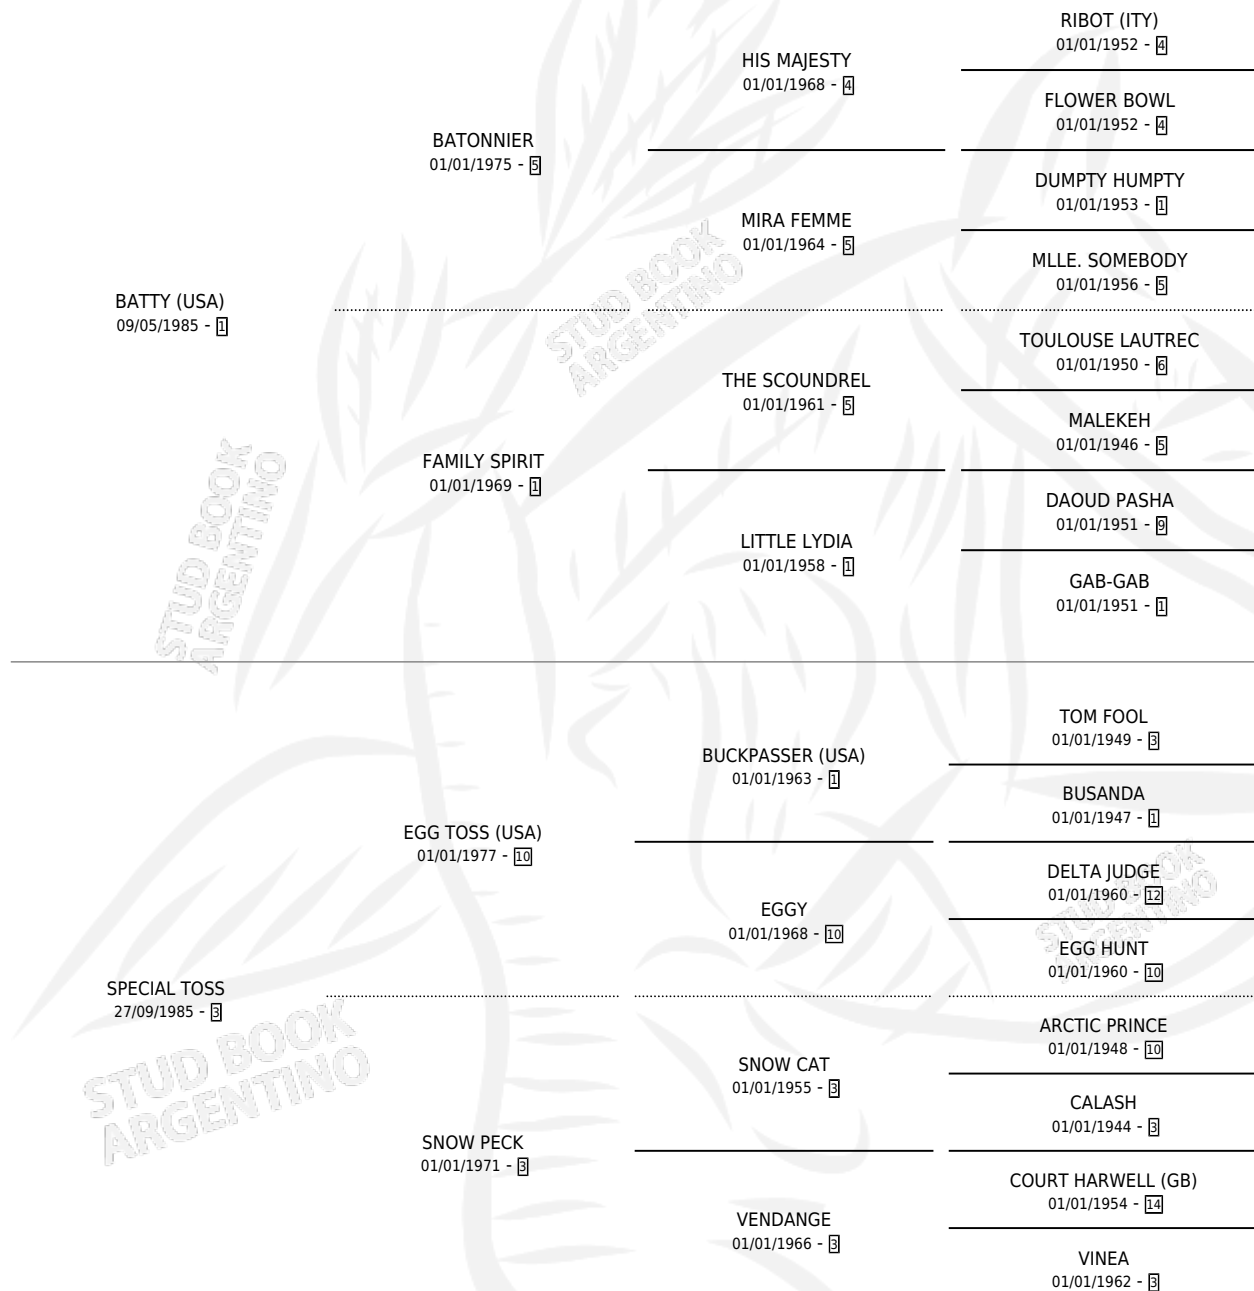 RIBOT (ITY)
01/01/1952 - 4
HIS MAJESTY
01/01/1968 - 4
FLOWER BOWL
01/01/1952 - 4
BATONNIER
01/01/1975 - 5
DUMPTY HUMPTY
01/01/1953 - 1
MIRA FEMME
01/01/1964 - 5
MLLE. SOMEBODY
01/01/1956 - 5
BATTY (USA)
09/05/1985 - 1
TOULOUSE LAUTREC
01/01/1950 - 6
THE SCOUNDREL
01/01/1961 - 5
MALEKEH
01/01/1946 - 5
FAMILY SPIRIT
01/01/1969 - 1
DAOUD PASHA
01/01/1951 - 9
LITTLE LYDIA
01/01/1958 - 1
GAB-GAB
01/01/1951 - 1
TOM FOOL
01/01/1949 - 3
BUCKPASSER (USA)
01/01/1963 - 1
BUSANDA
01/01/1947 - 1
EGG TOSS (USA)
01/01/1977 - 10
DELTA JUDGE
01/01/1960 - 12
EGGY
01/01/1968 - 10
EGG HUNT
01/01/1960 - 10
SPECIAL TOSS
27/09/1985 - 3
ARCTIC PRINCE
01/01/1948 - 10
SNOW CAT
01/01/1955 - 3
CALASH
01/01/1944 - 3
SNOW PECK
01/01/1971 - 3
COURT HARWELL (GB)
01/01/1954 - 14
VENDANGE
01/01/1966 - 3
VINEA
01/01/1962 - 3
STUD BOOK
ARGENTINO
STUD BOOK
ARGENTINO
STUD BOOK
ARGENTINO
STUD BOOK
ARGENTINO